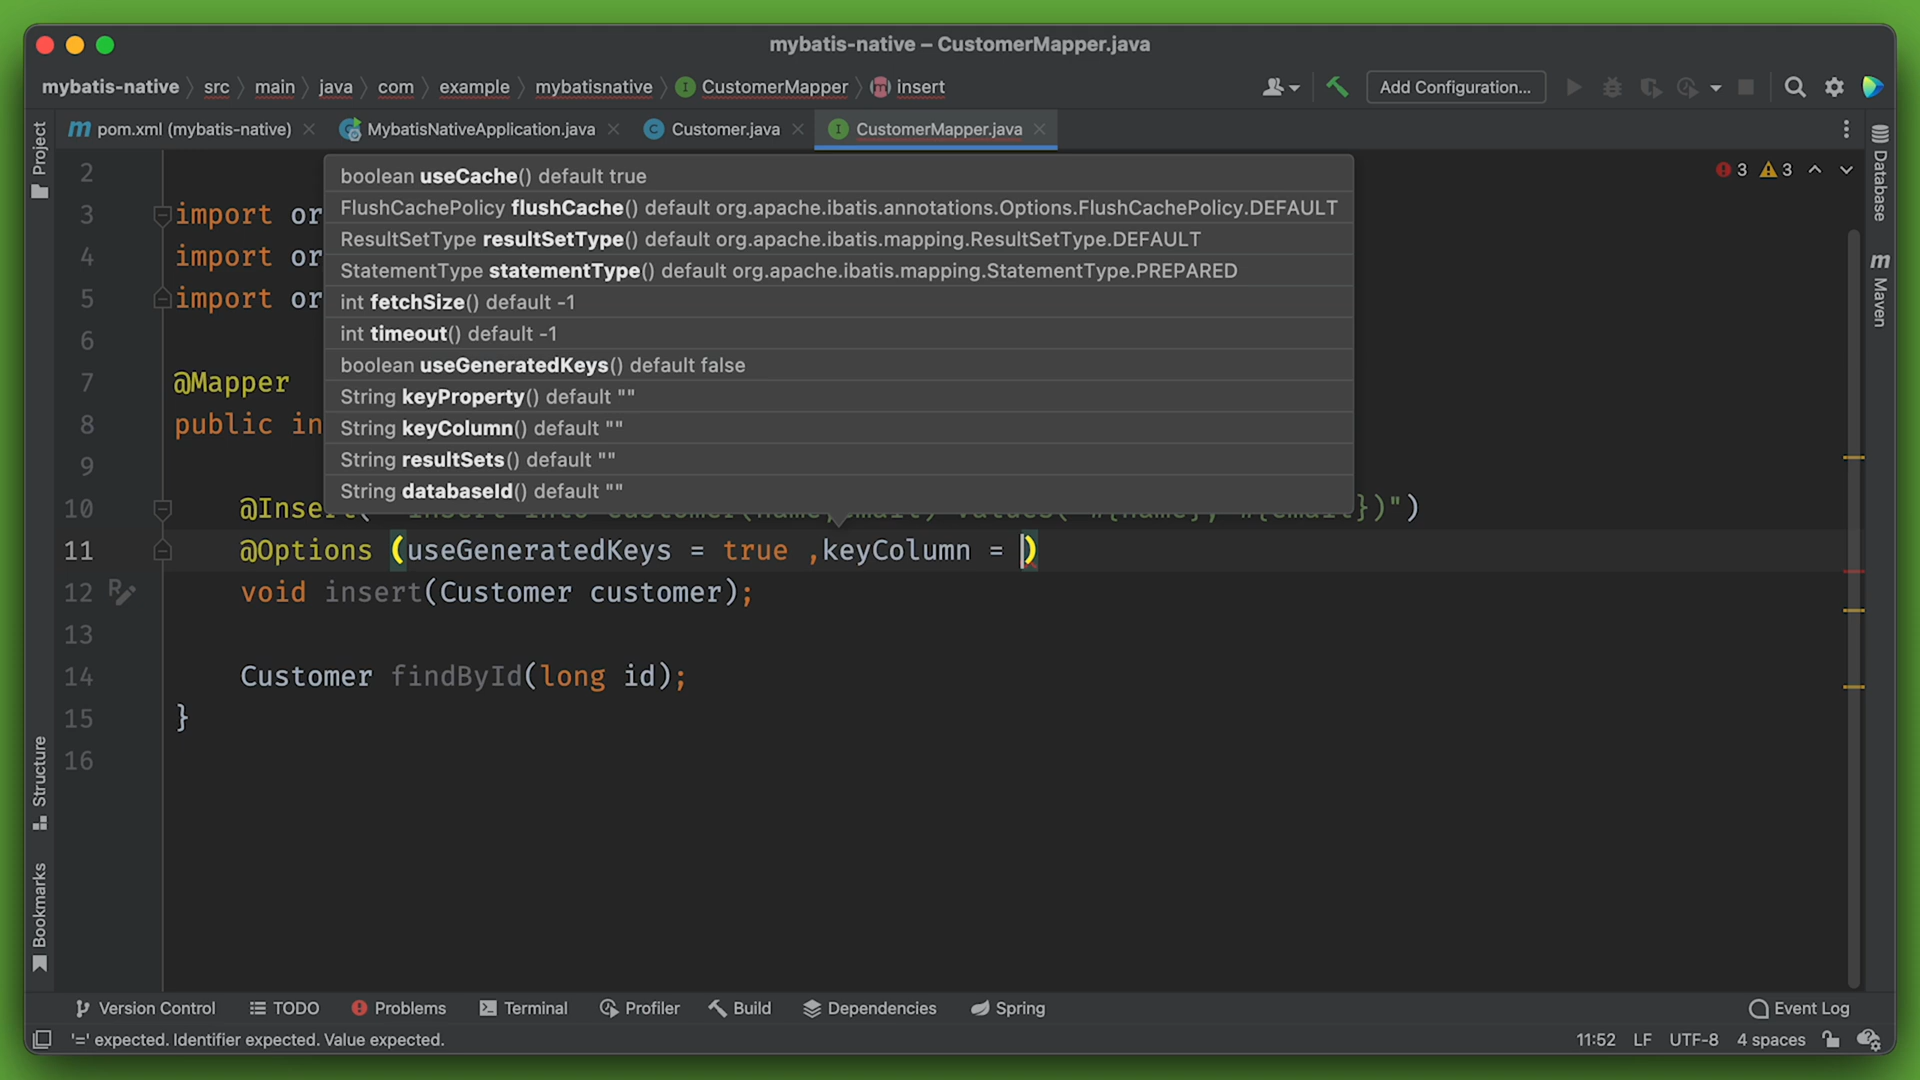 mybatis-native – CustomerMapper.java
mybatis-native src main java com example mybatisnative CustomerMapper insert Add Configuration...
pom.xml (mybatis-native) MybatisNativeApplication.java Customer.java CustomerMapper.java
Project
Structure
Bookmarks
Database
Maven
3 3
boolean useCache() default true
FlushCachePolicy flushCache() default org.apache.ibatis.annotations.Options.FlushCachePolicy.DEFAULT
ResultSetType resultSetType() default org.apache.ibatis.mapping.ResultSetType.DEFAULT
StatementType statementType() default org.apache.ibatis.mapping.StatementType.PREPARED
int fetchSize() default -1
int timeout() default -1
boolean useGeneratedKeys() default false
String keyProperty() default ""
String keyColumn() default ""
String resultSets() default ""
String databaseId() default ""
2
3 import or
4 import or
5 import or
6
7 @Mapper
8 public in
9
10 @Insert( })")
11 @Options (useGeneratedKeys = true ,keyColumn = )
12 void insert(Customer customer);
13
14 Customer findById(long id);
15 }
16
Version Control TODO Problems Terminal Profiler Build Dependencies Spring Event Log
'=' expected. Identifier expected. Value expected. 11:52 LF UTF-8 4 spaces